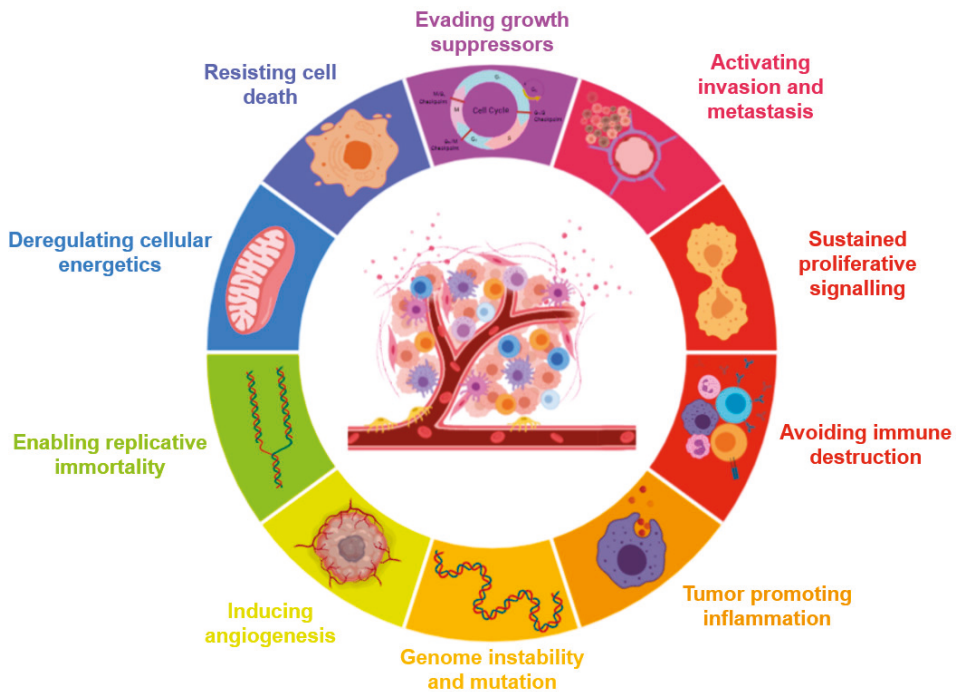 Evading growth
suppressors
Activating
invasion and
metastasis
Sustained
proliferative
signalling
Avoiding immune
destruction
Tumor promoting
inflammation
Genome instability
and mutation
Inducing
angiogenesis
Enabling replicative
immortality
Deregulating cellular
energetics
Resisting cell
death
Cell Cycle
M